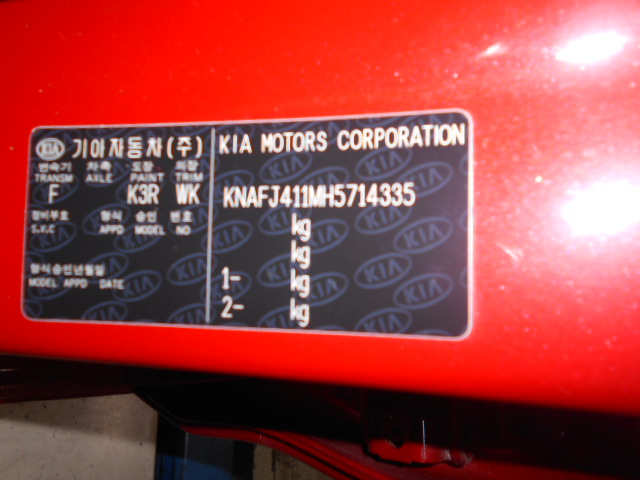 KIA 기아자동차(주)
변속기 차축 도장 의장
TRANSM AXLE PAINT TRIM
F K3R WK
정비부호 형식 승인 번호
S.V.C APPD MODEL NO
형식승인년월일
MODEL APPD DATE
KIA MOTORS CORPORATION
KNAFJ411MH5714335
kg
kg
1- kg
2- kg